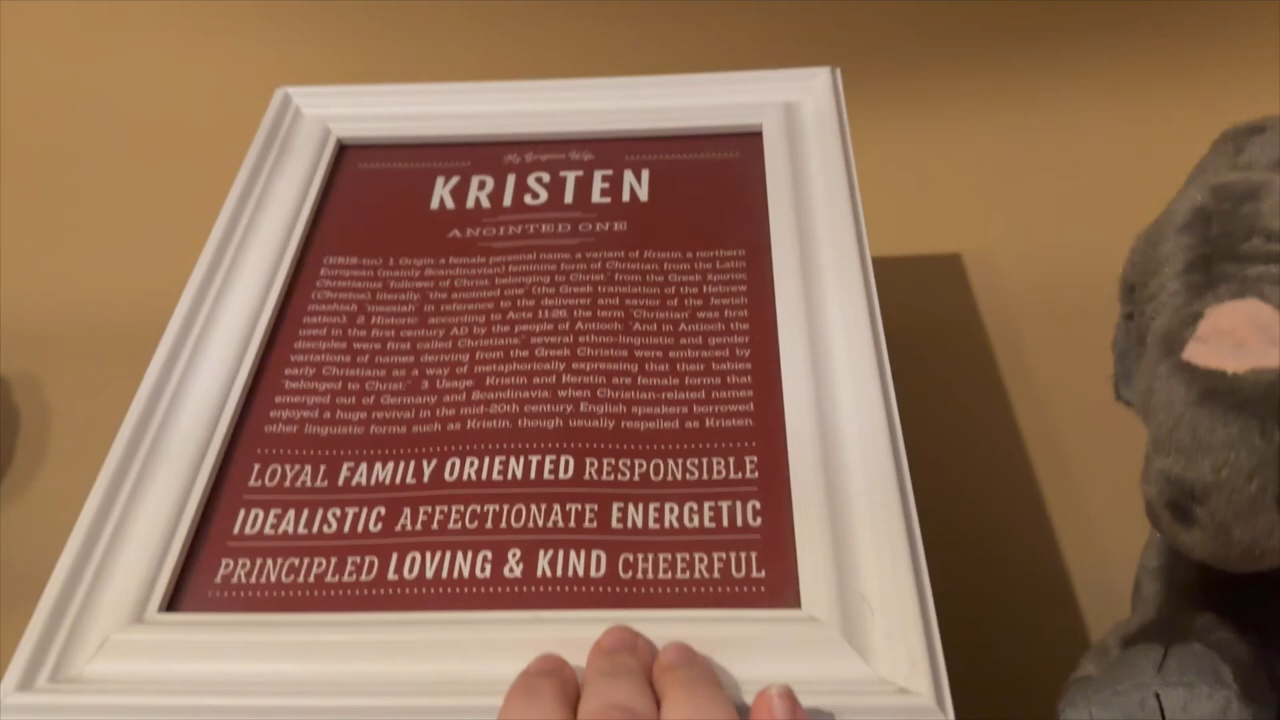 My Gorgeous Wife
KRISTEN
ANOINTED ONE
(KRIS-tin) 1. Origin: a female personal name, a variant of Kristin, a northern
European (mainly Scandinavian) feminine form of Christian, from the Latin
Christianus "follower of Christ, belonging to Christ," from the Greek Χριστος
(Christos), literally, "the anointed one" (the Greek translation of the Hebrew
mashiah "messiah" in reference to the deliverer and savior of the Jewish
nation). 2. Historic: according to Acts 11:26, the term "Christian" was first
used in the first century AD by the people of Antioch: "And in Antioch the
disciples were first called Christians;" several ethno-linguistic and gender
variations of names deriving from the Greek Christos were embraced by
early Christians as a way of metaphorically expressing that their babies
"belonged to Christ." 3. Usage: Kristin and Kerstin are female forms that
emerged out of Germany and Scandinavia; when Christian-related names
enjoyed a huge revival in the mid-20th century, English speakers borrowed
other linguistic forms such as Kristin, though usually respelled as Kristen.
LOYAL FAMILY ORIENTED RESPONSIBLE
IDEALISTIC AFFECTIONATE ENERGETIC
PRINCIPLED LOVING & KIND CHEERFUL